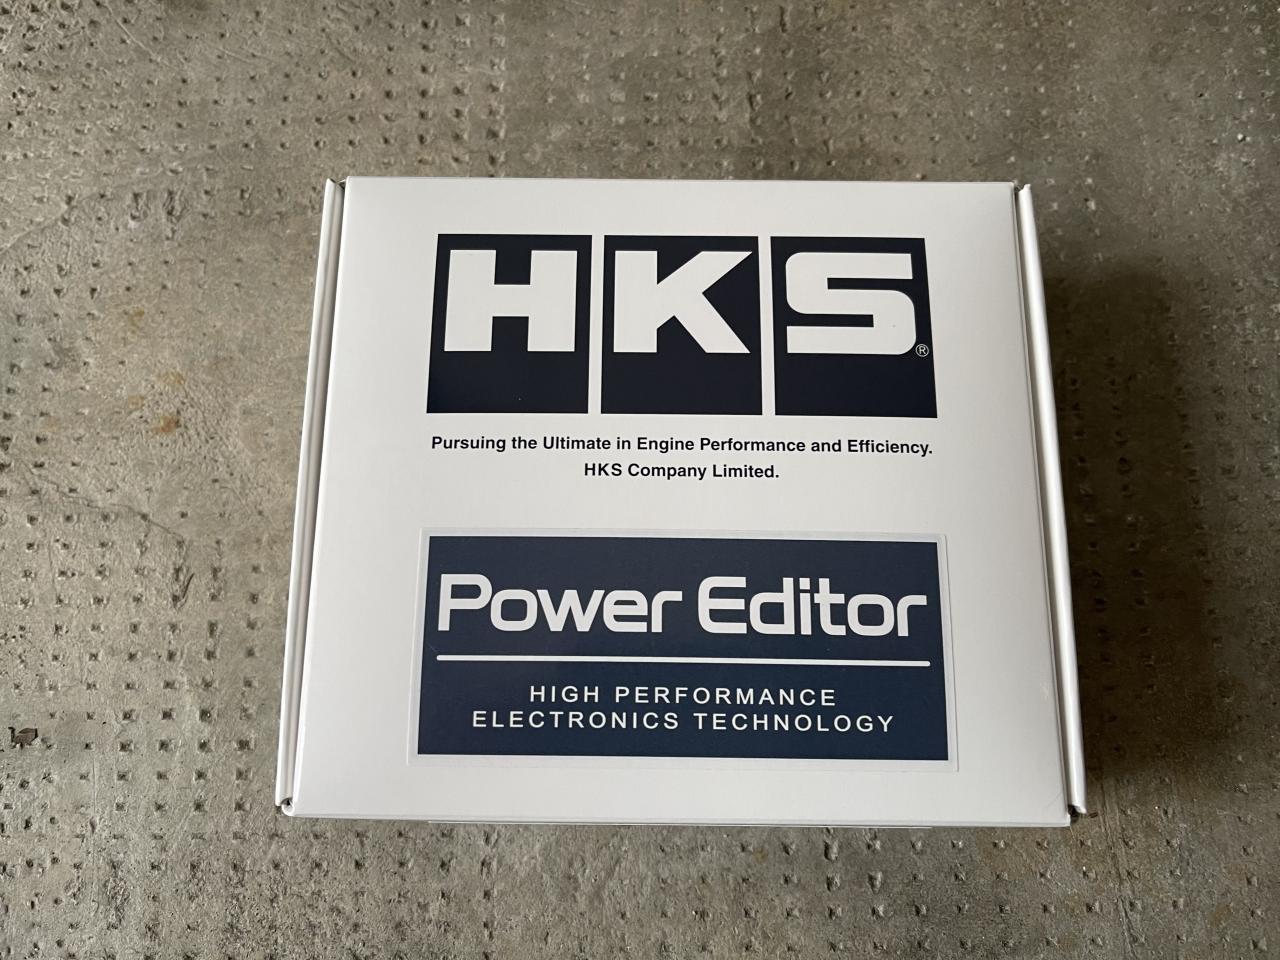 HKS®
Pursuing the Ultimate in Engine Performance and Efficiency.
HKS Company Limited.
Power Editor
HIGH PERFORMANCE
ELECTRONICS TECHNOLOGY